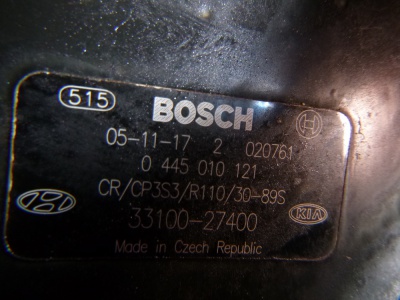 515 BOSCH
05-11-17 2 020761
0 445 010 121
CR/CP3S3/R110/30-89S
33100-27400 KIA
Made in Czech Republic